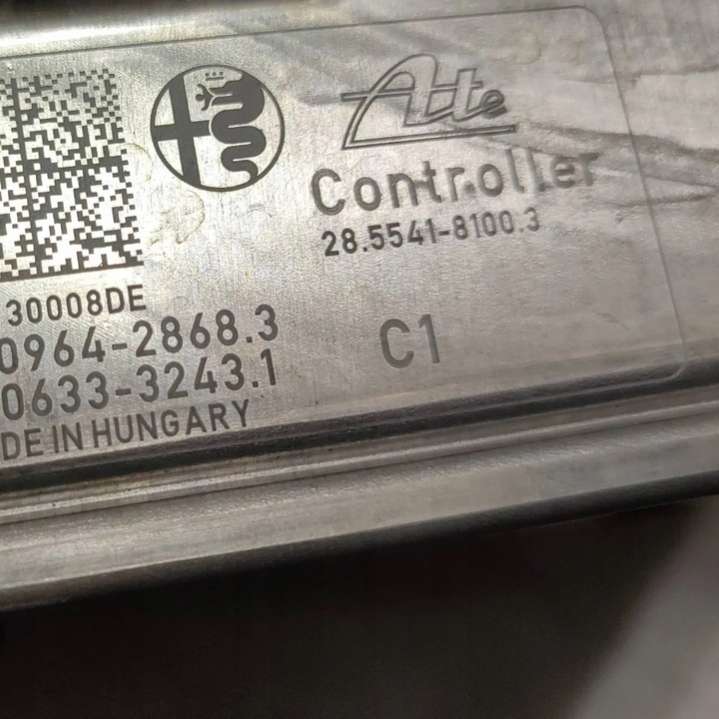 Ate
Controller
28.5541-8100.3
30008DE
0964-2868.3
0633-3243.1
C1
DE IN HUNGARY